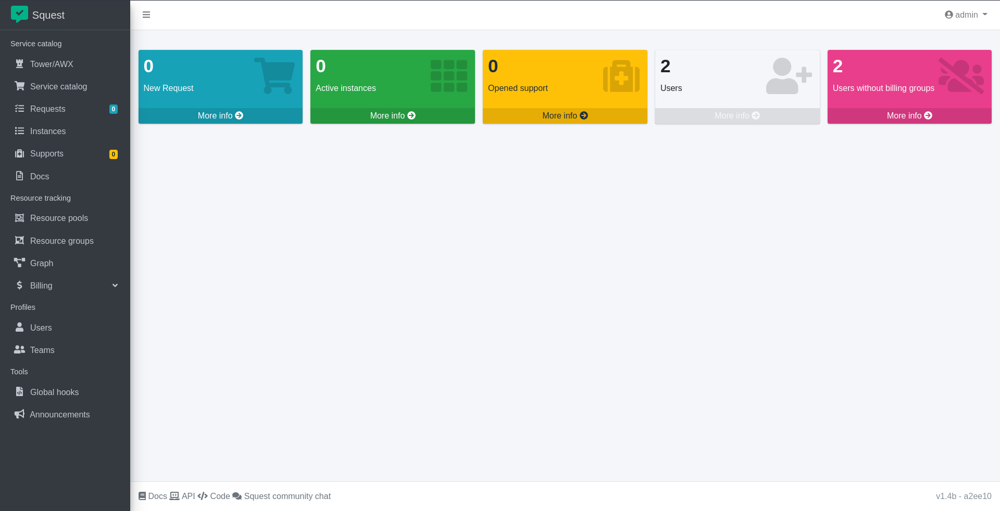 Squest
admin
Service catalog
Tower/AWX
Service catalog
Requests 0
Instances
Supports 0
Docs
Resource tracking
Resource pools
Resource groups
Graph
Billing
Profiles
Users
Teams
Tools
Global hooks
Announcements
0
New Request
More info
0
Active instances
More info
0
Opened support
More info
2
Users
More info
2
Users without billing groups
More info
Docs API Code Squest community chat
v1.4b - a2ee10